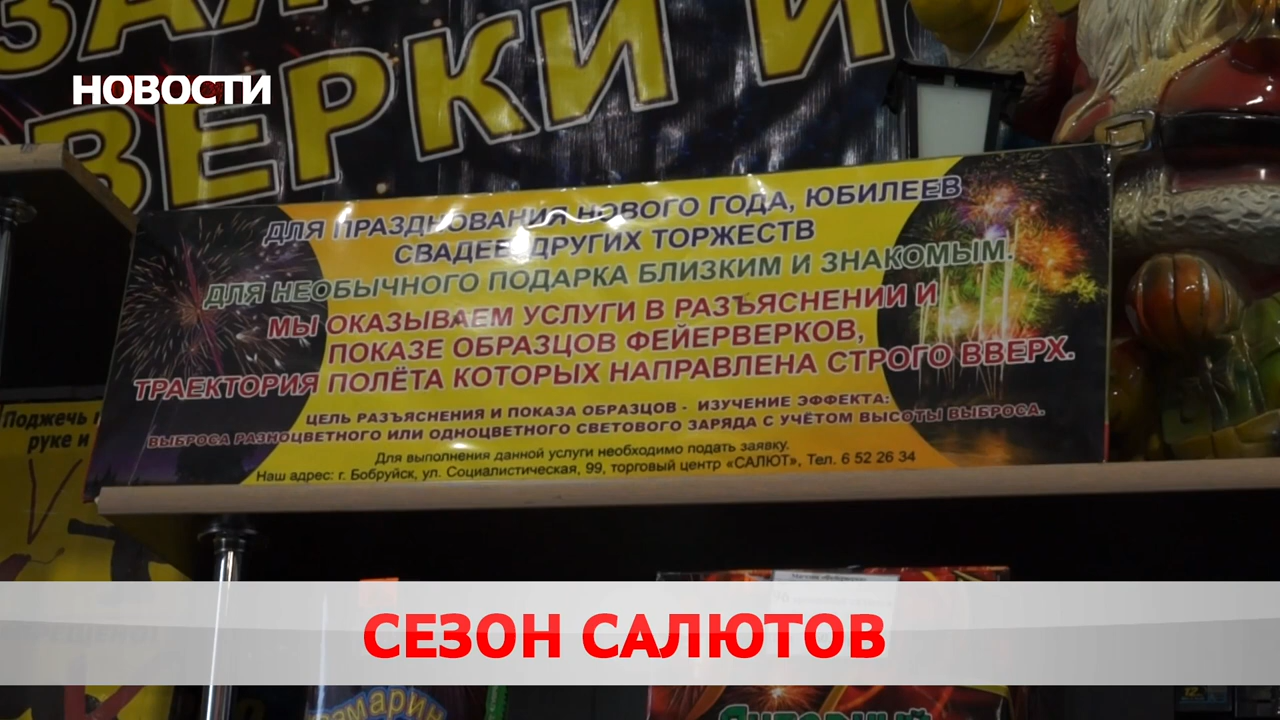 НОВОСТИ
ВЕРКИ И
ДЛЯ ПРАЗДНОВАНИЯ НОВОГО ГОДА, ЮБИЛЕЕВ
СВАДЕБ ДРУГИХ ТОРЖЕСТВ
ДЛЯ НЕОБЫЧНОГО ПОДАРКА БЛИЗКИМ И ЗНАКОМЫМ.
МЫ ОКАЗЫВАЕМ УСЛУГИ В РАЗЪЯСНЕНИИ И
ПОКАЗЕ ОБРАЗЦОВ ФЕЙЕРВЕРКОВ,
ТРАЕКТОРИЯ ПОЛЁТА КОТОРЫХ НАПРАВЛЕНА СТРОГО ВВЕРХ.
ЦЕЛЬ РАЗЪЯСНЕНИЯ И ПОКАЗА ОБРАЗЦОВ - ИЗУЧЕНИЕ ЭФФЕКТА:
ВЫБРОСА РАЗНОЦВЕТНОГО ИЛИ ОДНОЦВЕТНОГО СВЕТОВОГО ЗАРЯДА С УЧЁТОМ ВЫСОТЫ ВЫБРОСА.
Для выполнения данной услуги необходимо подать заявку.
Наш адрес: г. Бобруйск, ул. Социалистическая, 99, торговый центр «САЛЮТ», Тел. 6 52 26 34
Поджечь
руке и
СЕЗОН САЛЮТОВ